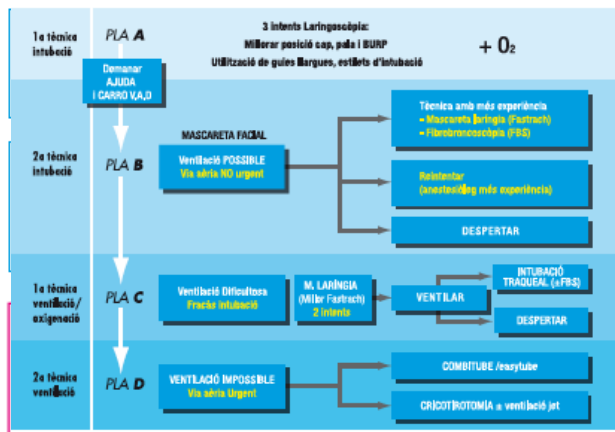 1a tècnica
intubació
PLA A
3 intents Laringoscòpia:
Millorar posició cap, pala i BURP
Utilització de guies llargues, estilets d'intubació
+ O₂
Demanar
AJUDA
i CARRO V,A,D
2a tècnica
intubació
PLA B
MASCARETA FACIAL
Ventilació POSSIBLE
Via aèria NO urgent
Tècnica amb més experiència
– Mascareta laríngia (Fastrach)
– Fibrobroncoscòpia (FBS)
Reintentar
(anestesiòleg més experiència)
DESPERTAR
1a tècnica
ventilació/
oxigenació
PLA C
Ventilació Dificultosa
Fracàs intubació
M. LARÍNGIA
(Millor Fastrach)
2 intents
VENTILAR
INTUBACIÓ
TRAQUEAL (±FBS)
DESPERTAR
2a tècnica
ventilació
PLA D
VENTILACIÓ IMPOSSIBLE
Via aèria Urgent
COMBITUBE /easytube
CRICOTIROTOMIA ± ventilació jet